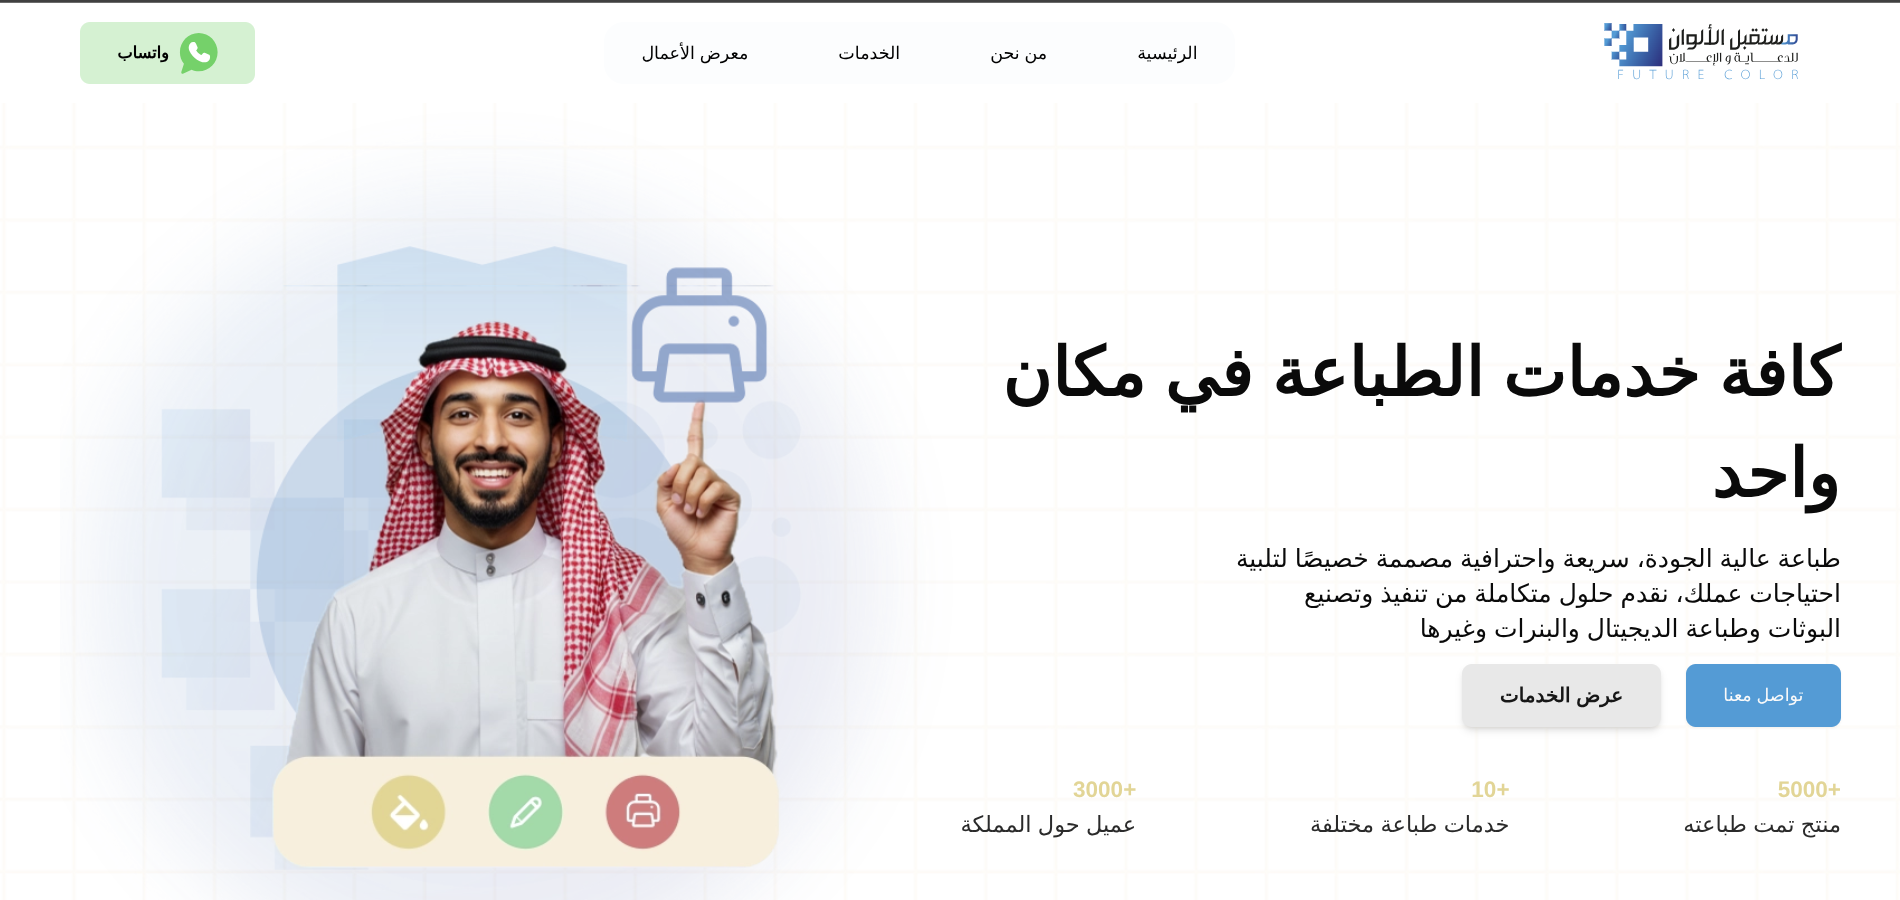 مستقبل الألوان
للدعايـة و الإعلان
FUTURE COLOR
الرئيسية
من نحن
الخدمات
معرض الأعمال
واتساب
كافة خدمات الطباعة في مكان
واحد
طباعة عالية الجودة، سريعة واحترافية مصممة خصيصًا لتلبية
احتياجات عملك، نقدم حلول متكاملة من تنفيذ وتصنيع
البوثات وطباعة الديجيتال والبنرات وغيرها
تواصل معنا
عرض الخدمات
5000+
منتج تمت طباعته
10+
خدمات طباعة مختلفة
3000+
عميل حول المملكة